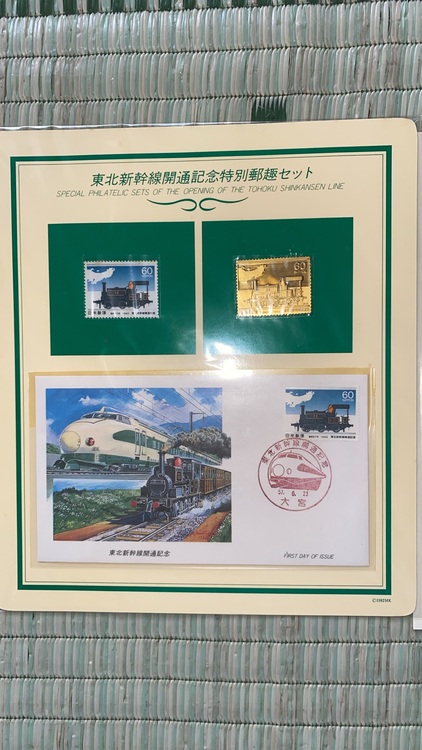 東北新幹線開通記念特別郵趣セット
SPECIAL PHILATELIC SETS OF THE OPENING OF THE TOHOKU SHINKANSEN LINE
60
日本郵便
60
60
日本郵便
東北新幹線開通記念
57. 6. 23
大宮
東北新幹線開通記念
FIRST DAY OF ISSUE